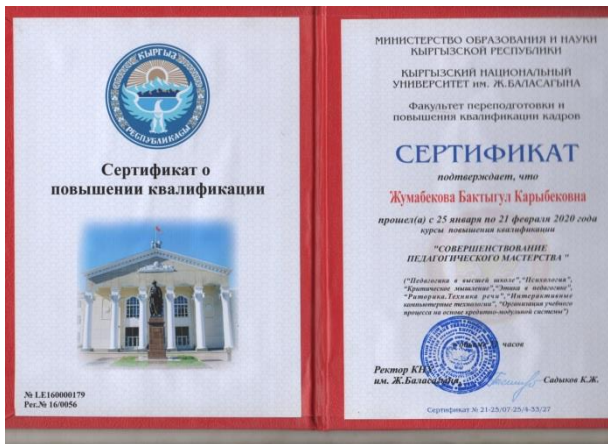 КЫРГЫЗ
РЕСПУБЛИКАСЫ
Сертификат о
повышении квалификации
№ LE160000179
Рег.№ 16/0056
МИНИСТЕРСТВО ОБРАЗОВАНИЯ И НАУКИ
КЫРГЫЗСКОЙ РЕСПУБЛИКИ
КЫРГЫЗСКИЙ НАЦИОНАЛЬНЫЙ
УНИВЕРСИТЕТ им. Ж.БАЛАСАГЫНА
Факультет переподготовки и
повышения квалификации кадров
СЕРТИФИКАТ
подтверждает, что
Жумабекова Бактыгул Карыбековна
прошел(а) с 25 января по 21 февраля 2020 года
курсы повышения квалификации
"СОВЕРШЕНСТВОВАНИЕ
ПЕДАГОГИЧЕСКОГО МАСТЕРСТВА "
("Педагогика в высшей школе","Психология",
"Критическое мышление","Этика в педагогике",
"Риторика.Техника речи","Интерактивные
компьютерные технологии", "Организация учебного
процесса на основе кредитно-модульной системы")
часов
Ректор КНУ
им. Ж.Баласагына
Садыков К.Ж.
Сертификат № 21-25/07-25/4-33/27